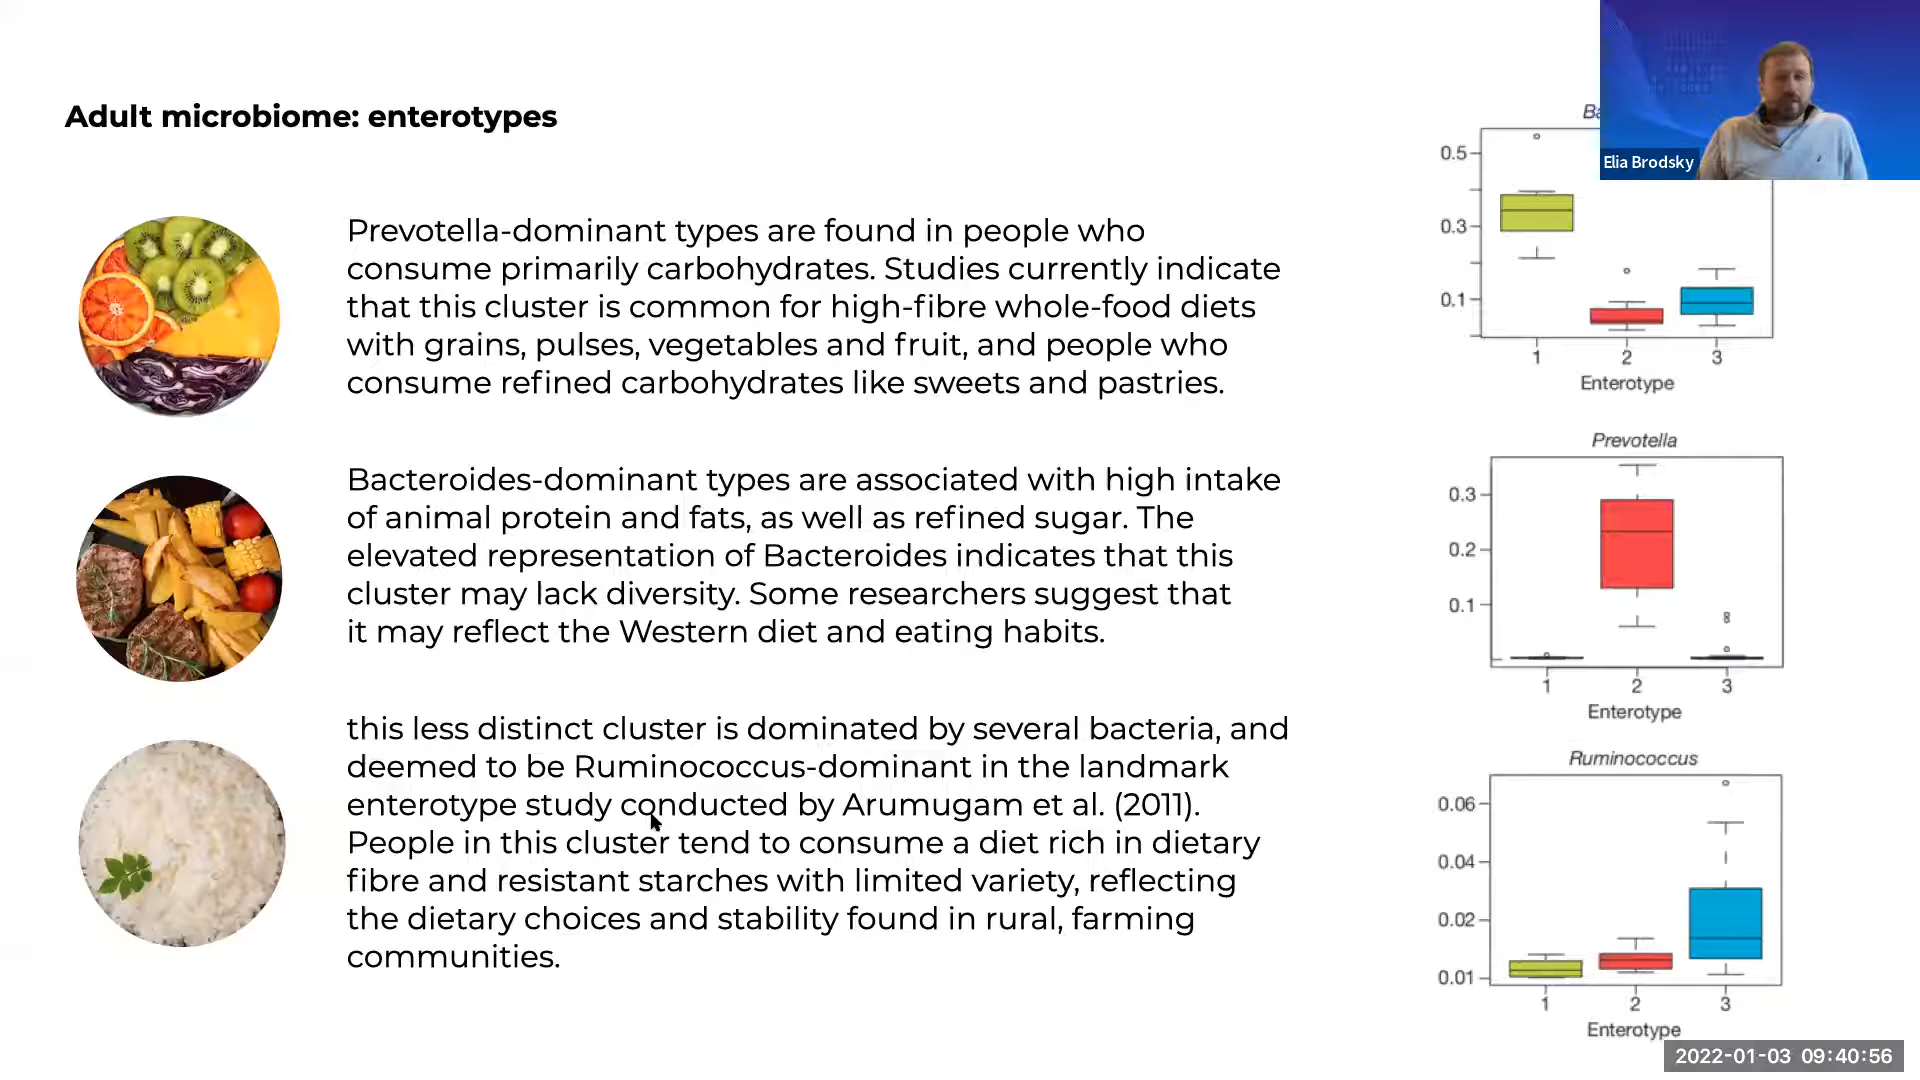 Adult microbiome: enterotypes
Prevotella-dominant types are found in people who
consume primarily carbohydrates. Studies currently indicate
that this cluster is common for high-fibre whole-food diets
with grains, pulses, vegetables and fruit, and people who
consume refined carbohydrates like sweets and pastries.
Bacteroides-dominant types are associated with high intake
of animal protein and fats, as well as refined sugar. The
elevated representation of Bacteroides indicates that this
cluster may lack diversity. Some researchers suggest that
it may reflect the Western diet and eating habits.
this less distinct cluster is dominated by several bacteria, and
deemed to be Ruminococcus-dominant in the landmark
enterotype study conducted by Arumugam et al. (2011).
People in this cluster tend to consume a diet rich in dietary
fibre and resistant starches with limited variety, reflecting
the dietary choices and stability found in rural, farming
communities.
Elia Brodsky
Ba
0.5
0.3
0.1
1 2 3
Enterotype
Prevotella
0.3
0.2
0.1
1 2 3
Enterotype
Ruminococcus
0.06
0.04
0.02
0.01
1 2 3
Enterotype
2022-01-03 09:40:56